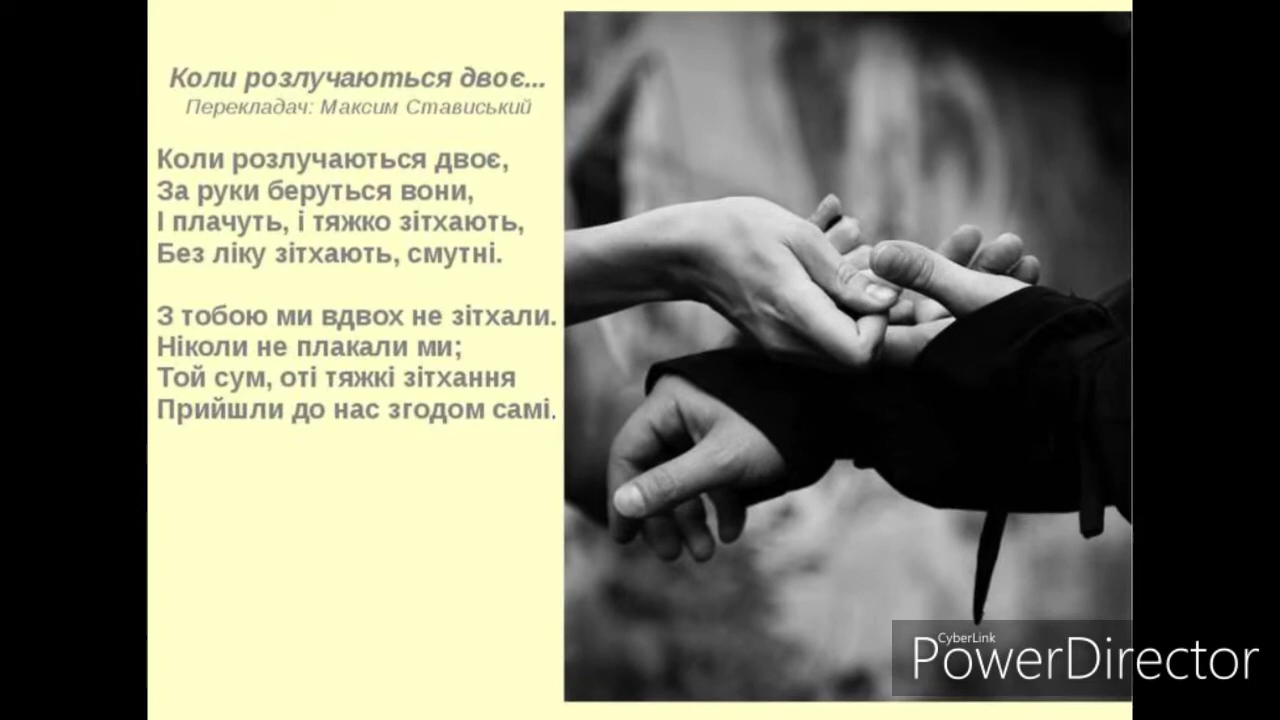 Коли розлучаються двоє...
Перекладач: Максим Стависький
Коли розлучаються двоє,
За руки беруться вони,
І плачуть, і тяжко зітхають,
Без ліку зітхають, смутні.
З тобою ми вдвох не зітхали.
Ніколи не плакали ми;
Той сум, оті тяжкі зітхання
Прийшли до нас згодом самі.
CyberLink
PowerDirector